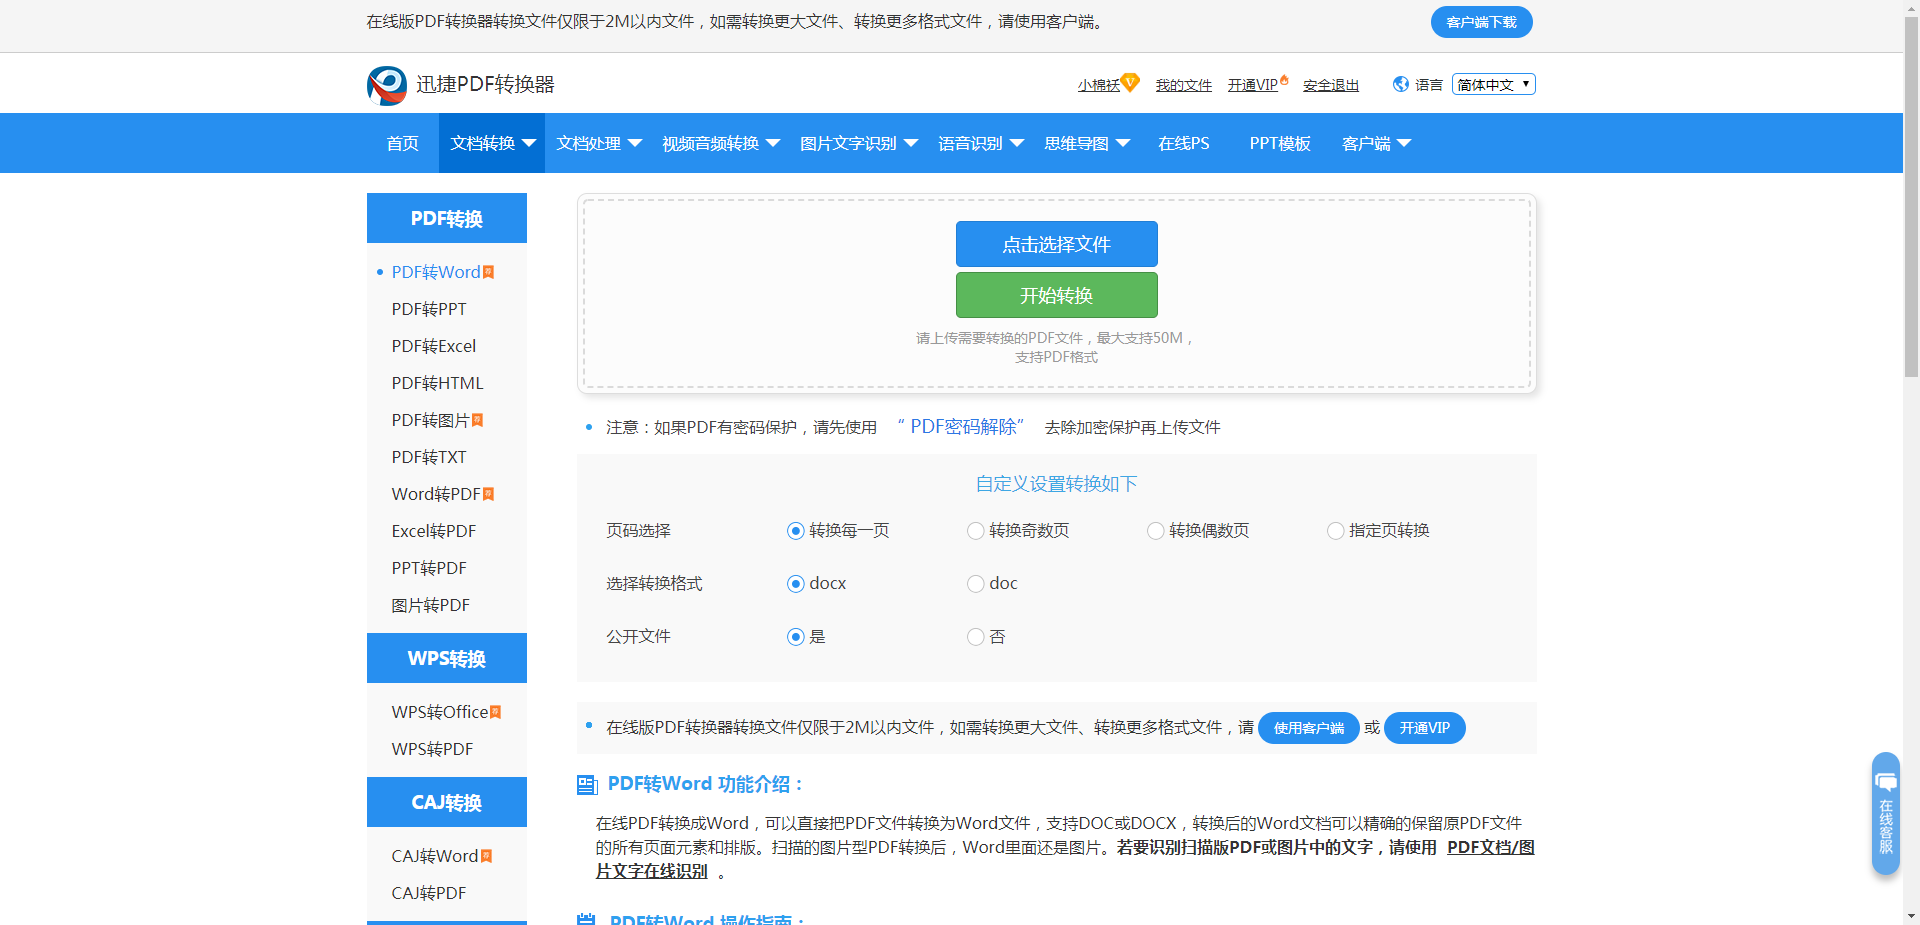 在线版PDF转换器转换文件仅限于2M以内文件，如需转换更大文件、转换更多格式文件，请使用客户端。 客户端下载
迅捷PDF转换器 小棉袄 我的文件 开通VIP 安全退出 语言 简体中文
首页 文档转换 文档处理 视频音频转换 图片文字识别 语音识别 思维导图 在线PS PPT模板 客户端
PDF转换
PDF转Word荐
PDF转PPT
PDF转Excel
PDF转HTML
PDF转图片荐
PDF转TXT
Word转PDF荐
Excel转PDF
PPT转PDF
图片转PDF
WPS转换
WPS转Office荐
WPS转PDF
CAJ转换
CAJ转Word荐
CAJ转PDF
点击选择文件
开始转换
请上传需要转换的PDF文件，最大支持50M，
支持PDF格式
注意：如果PDF有密码保护，请先使用 “ PDF密码解除” 去除加密保护再上传文件
自定义设置转换如下
页码选择 转换每一页 转换奇数页 转换偶数页 指定页转换
选择转换格式 docx doc
公开文件 是 否
在线版PDF转换器转换文件仅限于2M以内文件，如需转换更大文件、转换更多格式文件，请 使用客户端 或 开通VIP
PDF转Word 功能介绍：
在线PDF转换成Word，可以直接把PDF文件转换为Word文件，支持DOC或DOCX，转换后的Word文档可以精确的保留原PDF文件
的所有页面元素和排版。扫描的图片型PDF转换后，Word里面还是图片。若要识别扫描版PDF或图片中的文字，请使用 PDF文档/图
片文字在线识别 。
PDF转Word 操作指南：
在线客服